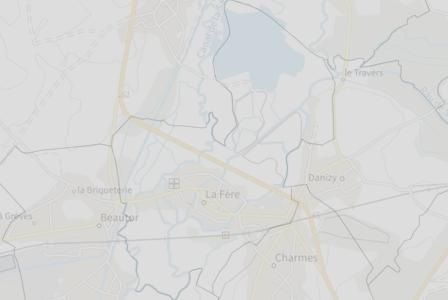 le Travers
Danizy
la Briqueterie
La Fère
Beautor
Charmes